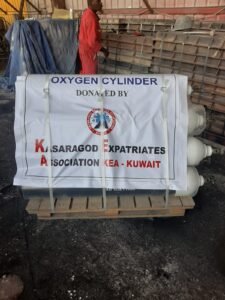 OXYGEN CYLINDER
DONATED BY
KASARAGOD EXPATRIATES
ASSOCIATION KEA - KUWAIT